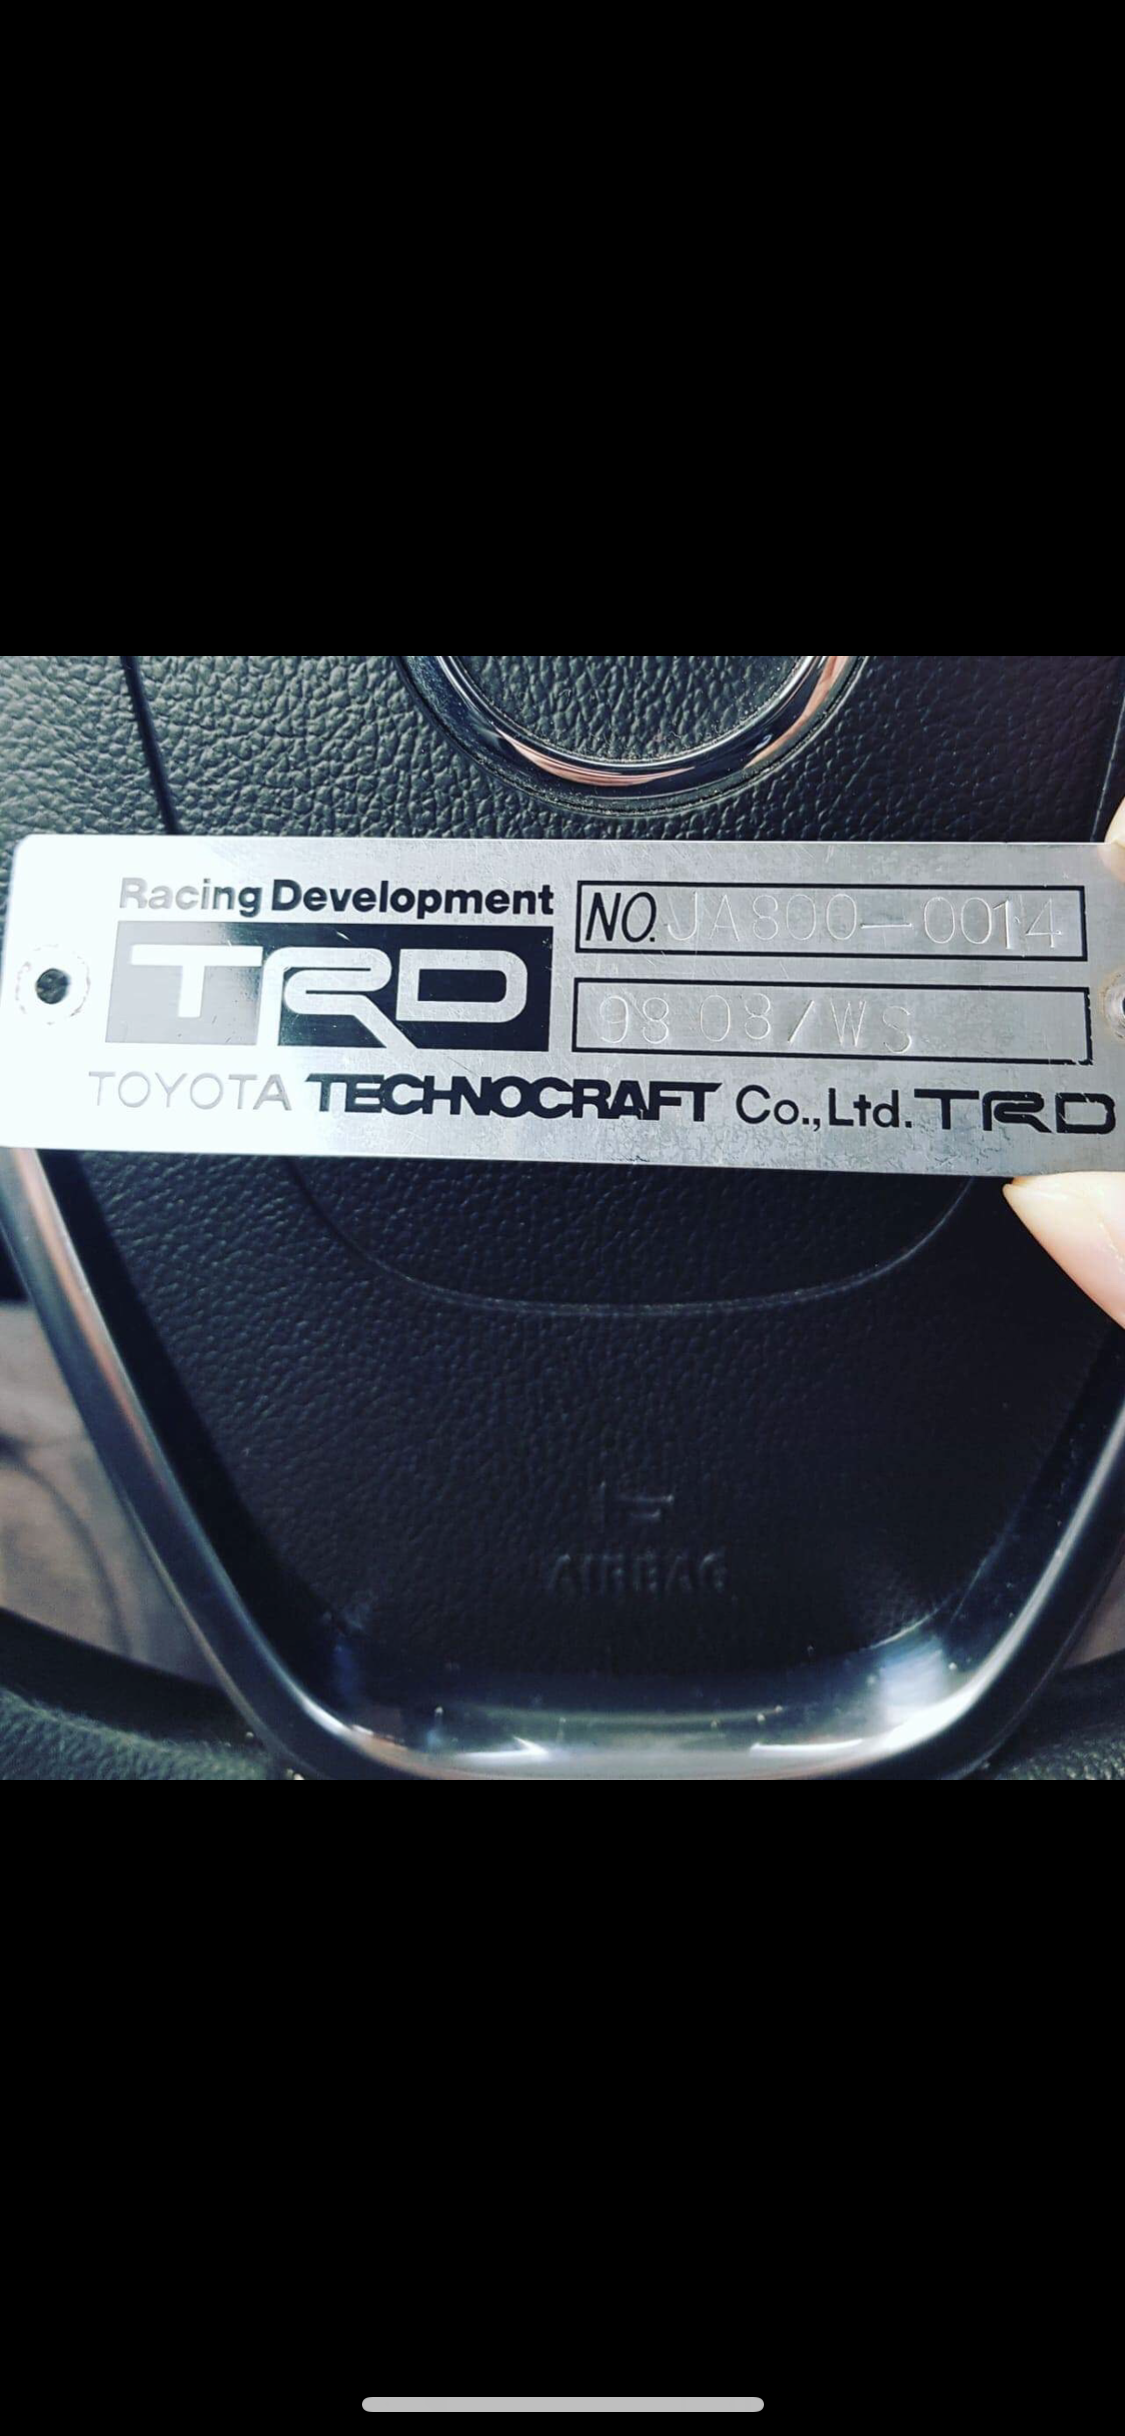 Racing Development
TRD
NO. JA800-0014
98 08/WS
TOYOTA TECHNOCRAFT Co.,Ltd. TRD
AIRBAG